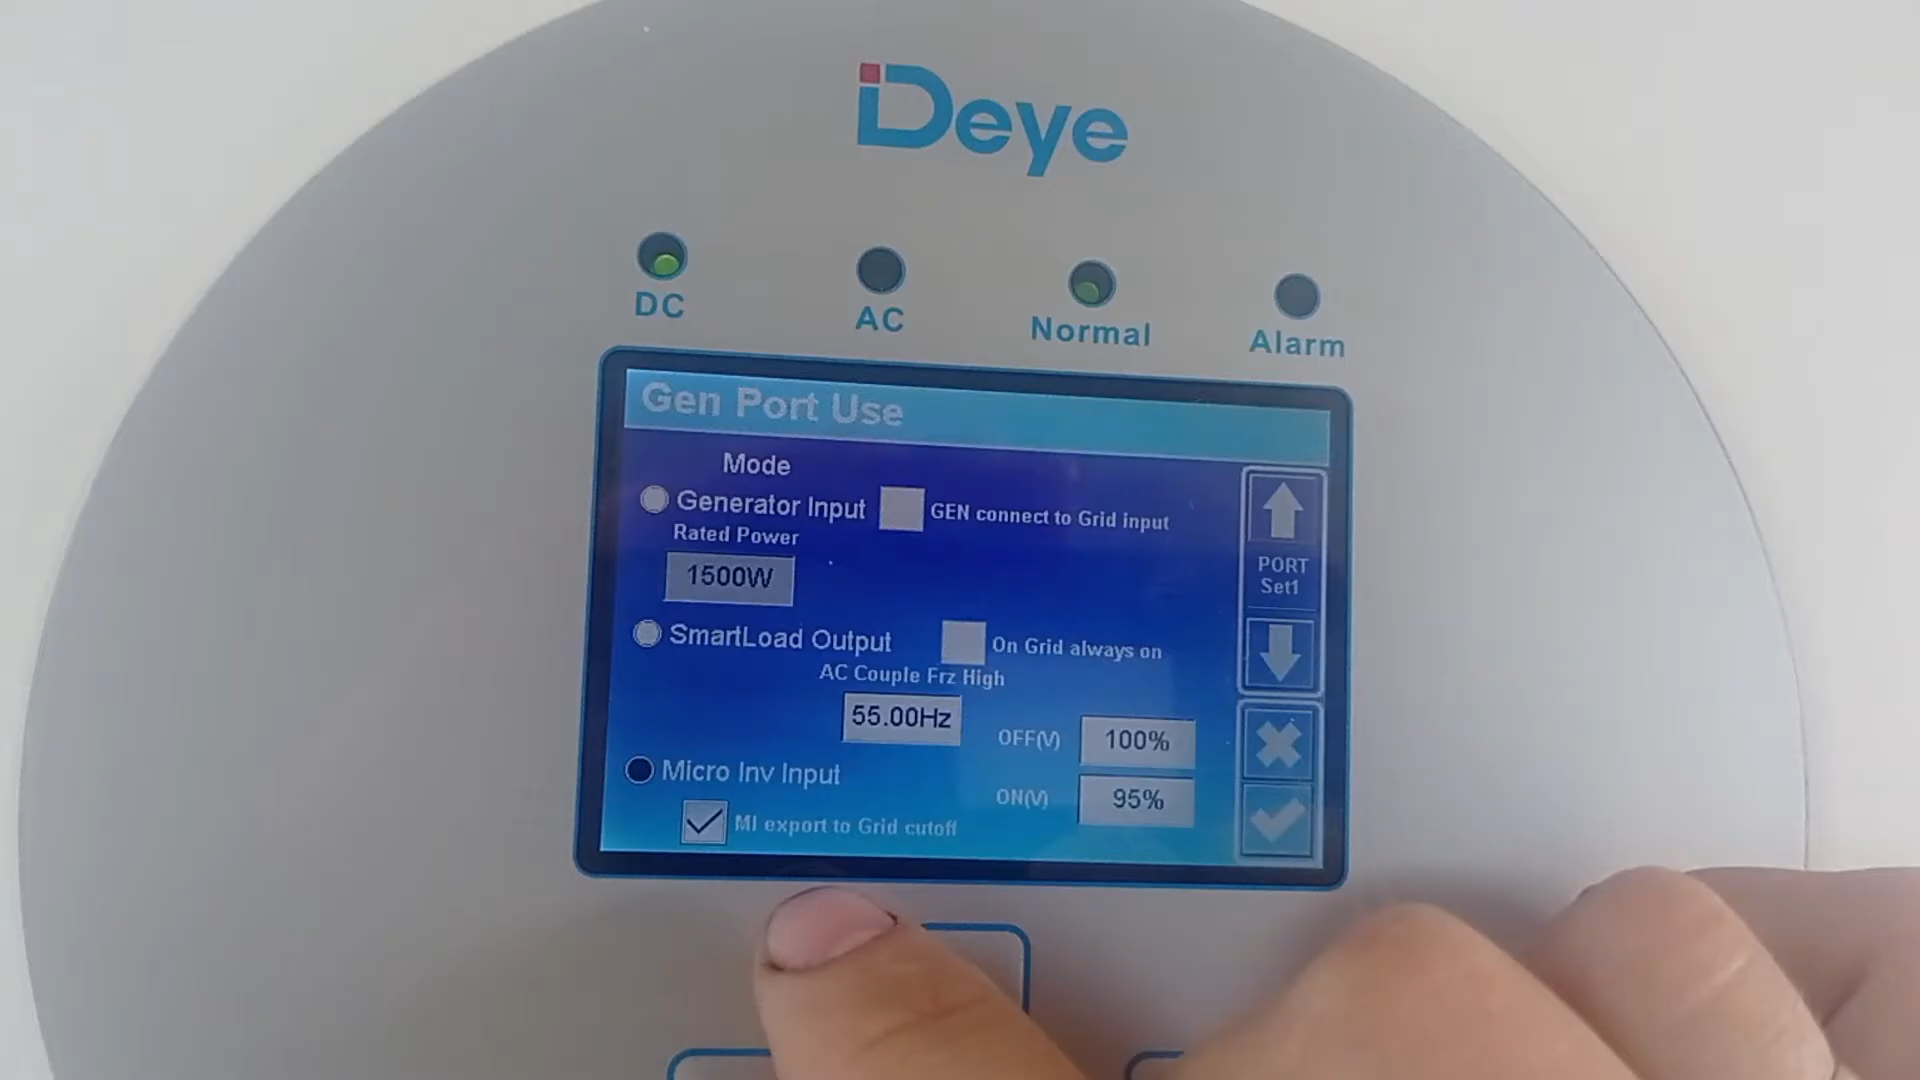 Deye
DC
AC
Normal
Alarm
Gen Port Use
Mode
Generator Input
GEN connect to Grid input
Rated Power
1500W
PORT
Set1
SmartLoad Output
On Grid always on
AC Couple Frz High
55.00Hz
OFF(V)
100%
Micro Inv Input
ON(V)
95%
MI export to Grid cutoff